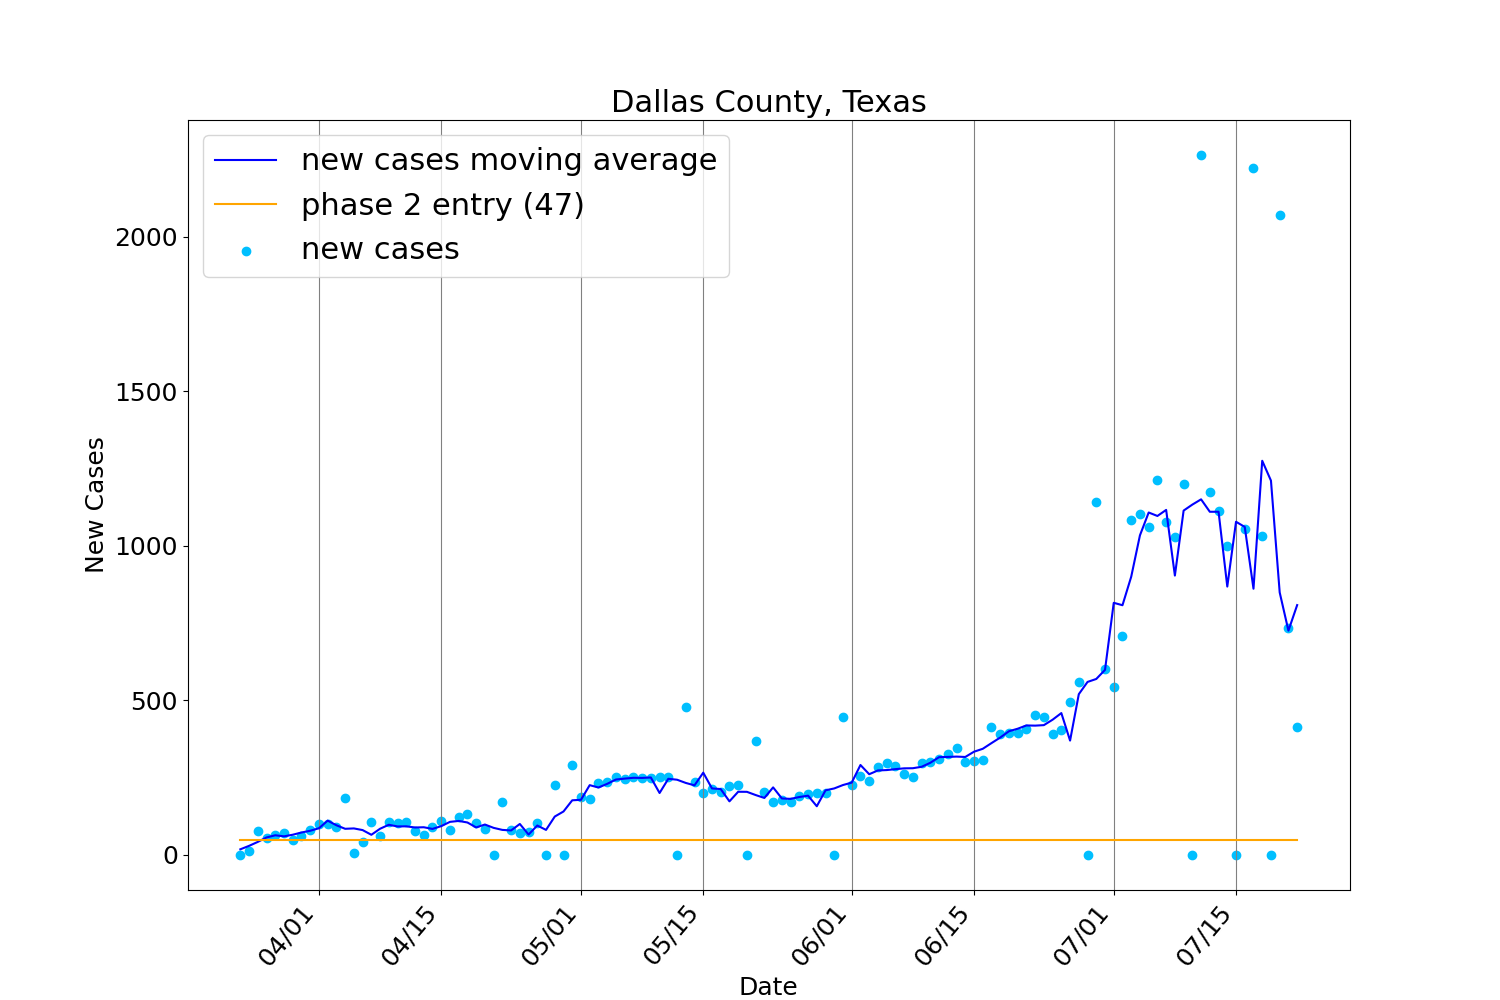 Dallas County, Texas
new cases moving average
phase 2 entry (47)
new cases
2000
1500
1000
500
0
New Cases
04/01
04/15
05/01
05/15
06/01
06/15
07/01
07/15
Date